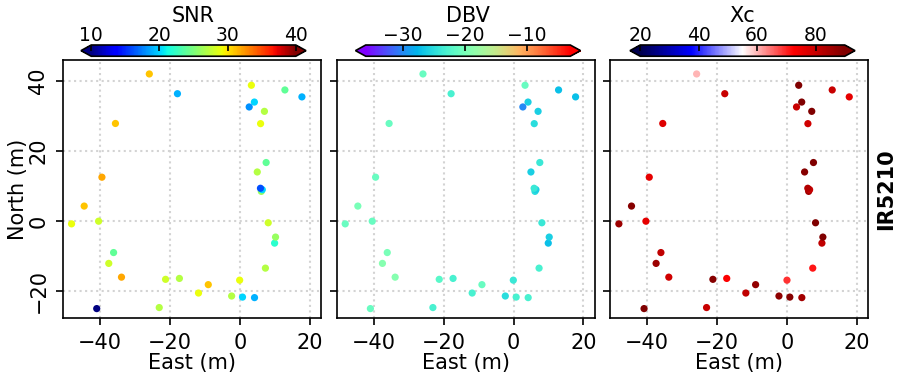 SNR DBV Xc
10 20 30 40 −30 −20 −10 20 40 60 80
40
20
0
−20
North (m)
IR5210
−40 −20 0 20 −40 −20 0 20 −40 −20 0 20
East (m) East (m) East (m)